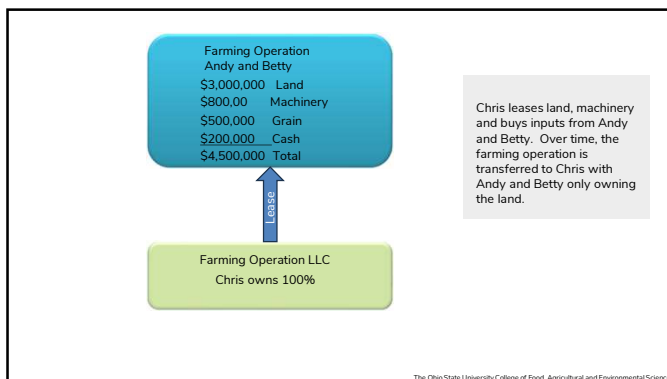 Farming Operation
Andy and Betty
$3,000,000 Land
$800,00 Machinery
$500,000 Grain
$200,000 Cash
$4,500,000 Total
Lease
Farming Operation LLC
Chris owns 100%
Chris leases land, machinery
and buys inputs from Andy
and Betty. Over time, the
farming operation is
transferred to Chris with
Andy and Betty only owning
the land.
The Ohio State University College of Food, Agricultural and Environmental Scienc